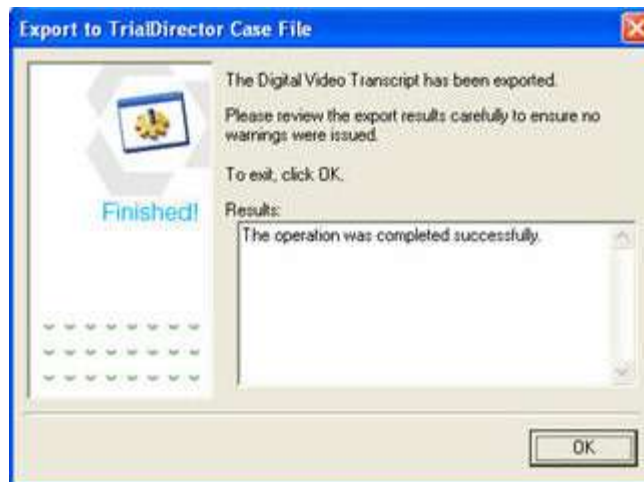 Export to TrialDirector Case File
The Digital Video Transcript has been exported.
Please review the export results carefully to ensure no
warnings were issued.
To exit, click OK.
Finished!
Results:
The operation was completed successfully.
OK